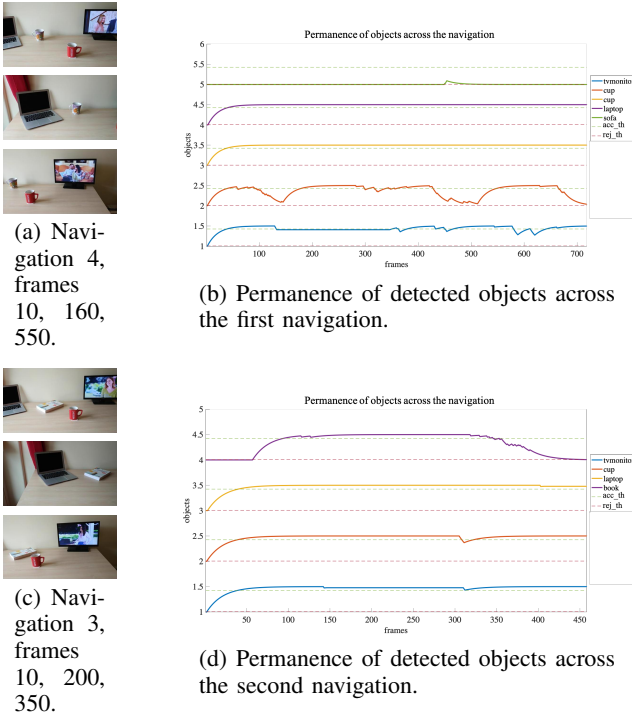 Permanence of objects across the navigation
6
5.5
5
4.5
4
3.5
3
2.5
2
1.5
1
objects
100
200
300
400
500
600
700
frames
tvmonitor
cup
cup
laptop
sofa
acc_th
rej_th
(a) Navi-
gation 4,
frames
10, 160,
550.
(b) Permanence of detected objects across
the first navigation.
Permanence of objects across the navigation
5
4.5
4
3.5
3
2.5
2
1.5
1
objects
50
100
150
200
250
300
350
400
450
frames
tvmonitor
cup
laptop
book
acc_th
rej_th
(c) Navi-
gation 3,
frames
10, 200,
350.
(d) Permanence of detected objects across
the second navigation.